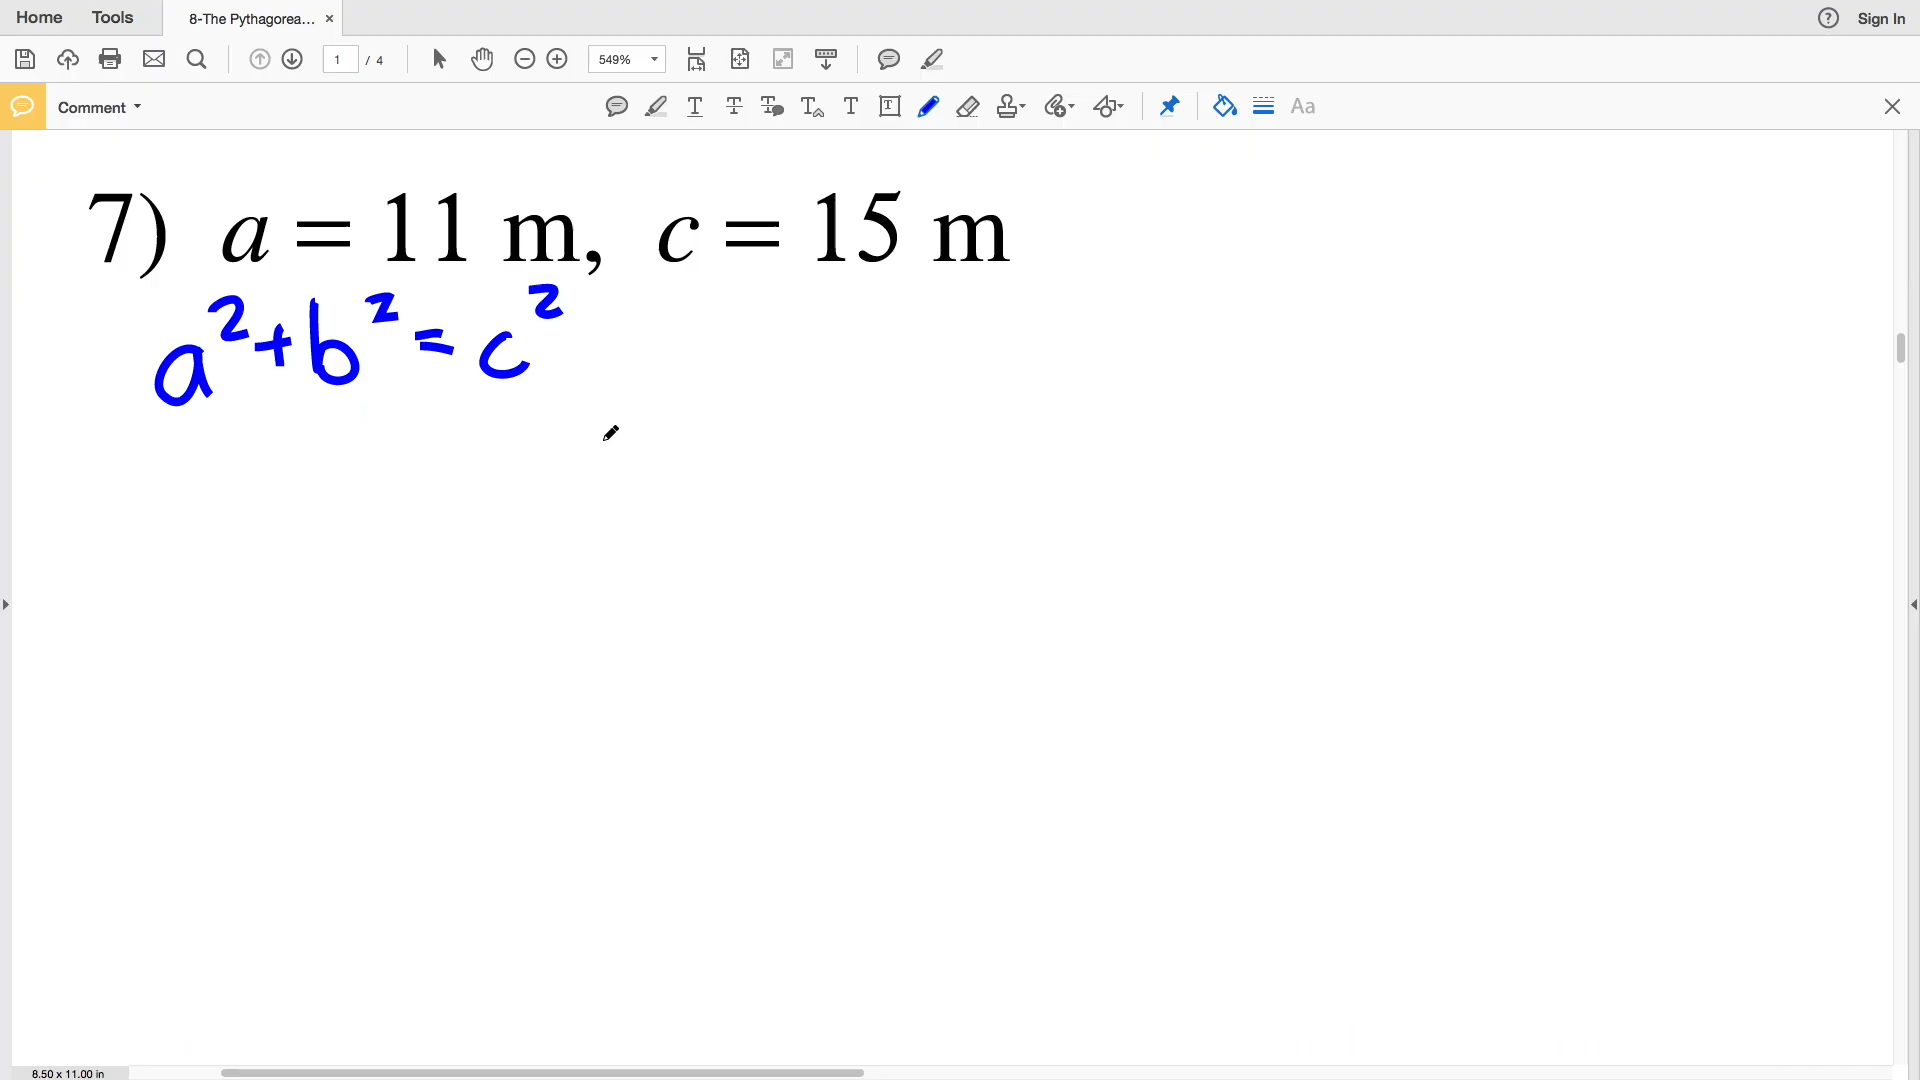 Home Tools 8-The Pythagorea... × ? Sign In
1 / 4 549%
Comment T T T T T T Aa
7) a = 11 m, c = 15 m
a² + b² = c²
8.50 x 11.00 in